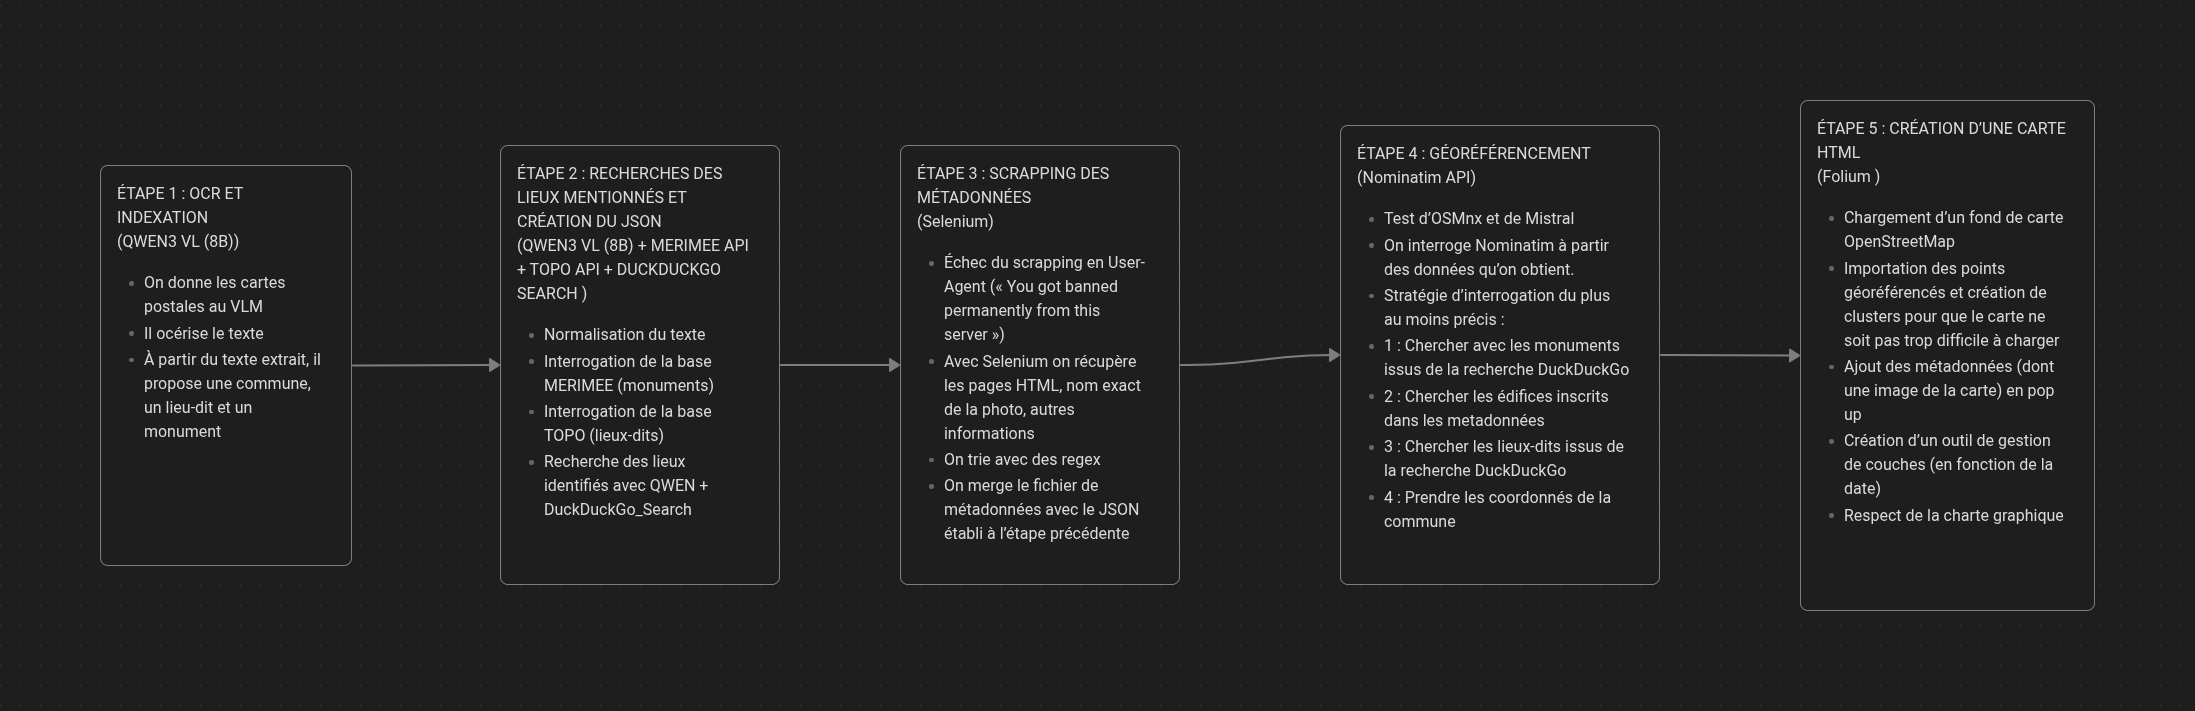 ÉTAPE 1 : OCR ET
INDEXATION
(QWEN3 VL (8B))
On donne les cartes
postales au VLM
Il océrise le texte
À partir du texte extrait, il
propose une commune,
un lieu-dit et un
monument
ÉTAPE 2 : RECHERCHES DES
LIEUX MENTIONNÉS ET
CRÉATION DU JSON
(QWEN3 VL (8B) + MERIMEE API
+ TOPO API + DUCKDUCKGO
SEARCH )
Normalisation du texte
Interrogation de la base
MERIMEE (monuments)
Interrogation de la base
TOPO (lieux-dits)
Recherche des lieux
identifiés avec QWEN +
DuckDuckGo_Search
ÉTAPE 3 : SCRAPPING DES
MÉTADONNÉES
(Selenium)
Échec du scrapping en User-
Agent (« You got banned
permanently from this
server »)
Avec Selenium on récupère
les pages HTML, nom exact
de la photo, autres
informations
On trie avec des regex
On merge le fichier de
métadonnées avec le JSON
établi à l’étape précédente
ÉTAPE 4 : GÉORÉFÉRENCEMENT
(Nominatim API)
Test d’OSMnx et de Mistral
On interroge Nominatim à partir
des données qu’on obtient.
Stratégie d’interrogation du plus
au moins précis :
1 : Chercher avec les monuments
issus de la recherche DuckDuckGo
2 : Chercher les édifices inscrits
dans les metadonnées
3 : Chercher les lieux-dits issus de
la recherche DuckDuckGo
4 : Prendre les coordonnés de la
commune
ÉTAPE 5 : CRÉATION D’UNE CARTE
HTML
(Folium )
Chargement d’un fond de carte
OpenStreetMap
Importation des points
géoréférencés et création de
clusters pour que le carte ne
soit pas trop difficile à charger
Ajout des métadonnées (dont
une image de la carte) en pop
up
Création d’un outil de gestion
de couches (en fonction de la
date)
Respect de la charte graphique